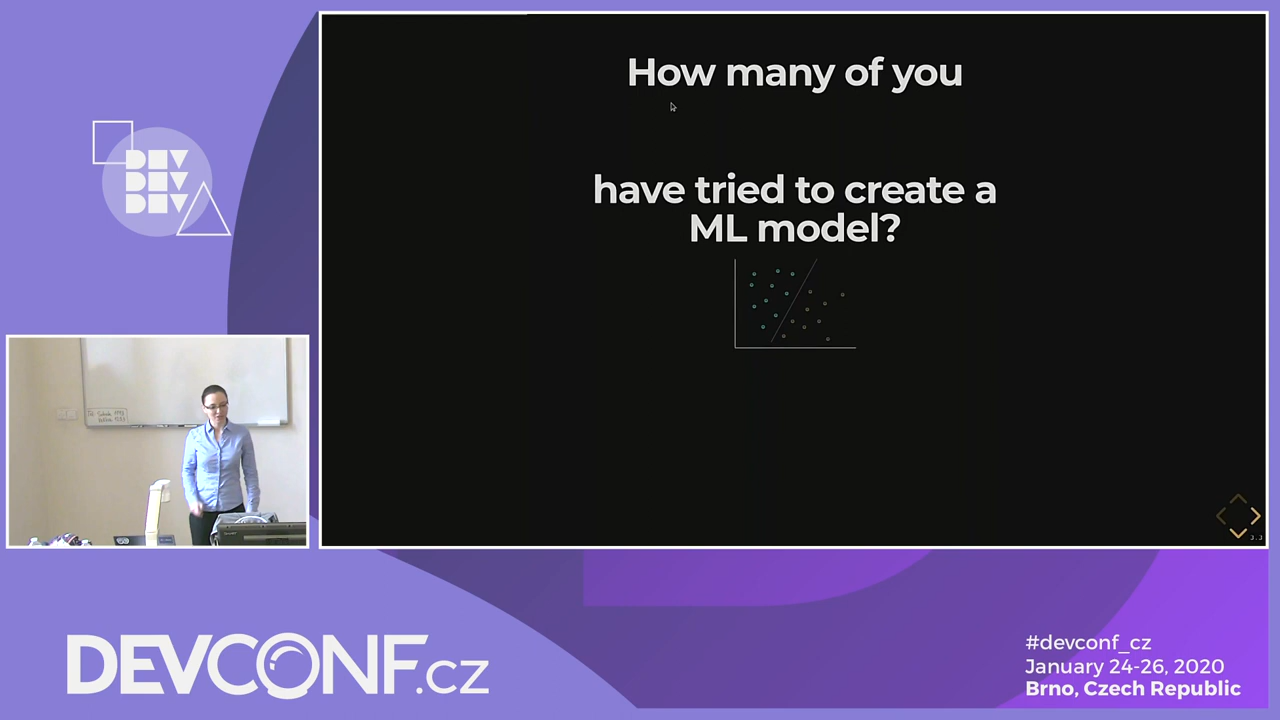 How many of you
have tried to create a
ML model?
DEV
DEV
DEV
DEVCONF.cz
#devconf_cz
January 24-26, 2020
Brno, Czech Republic